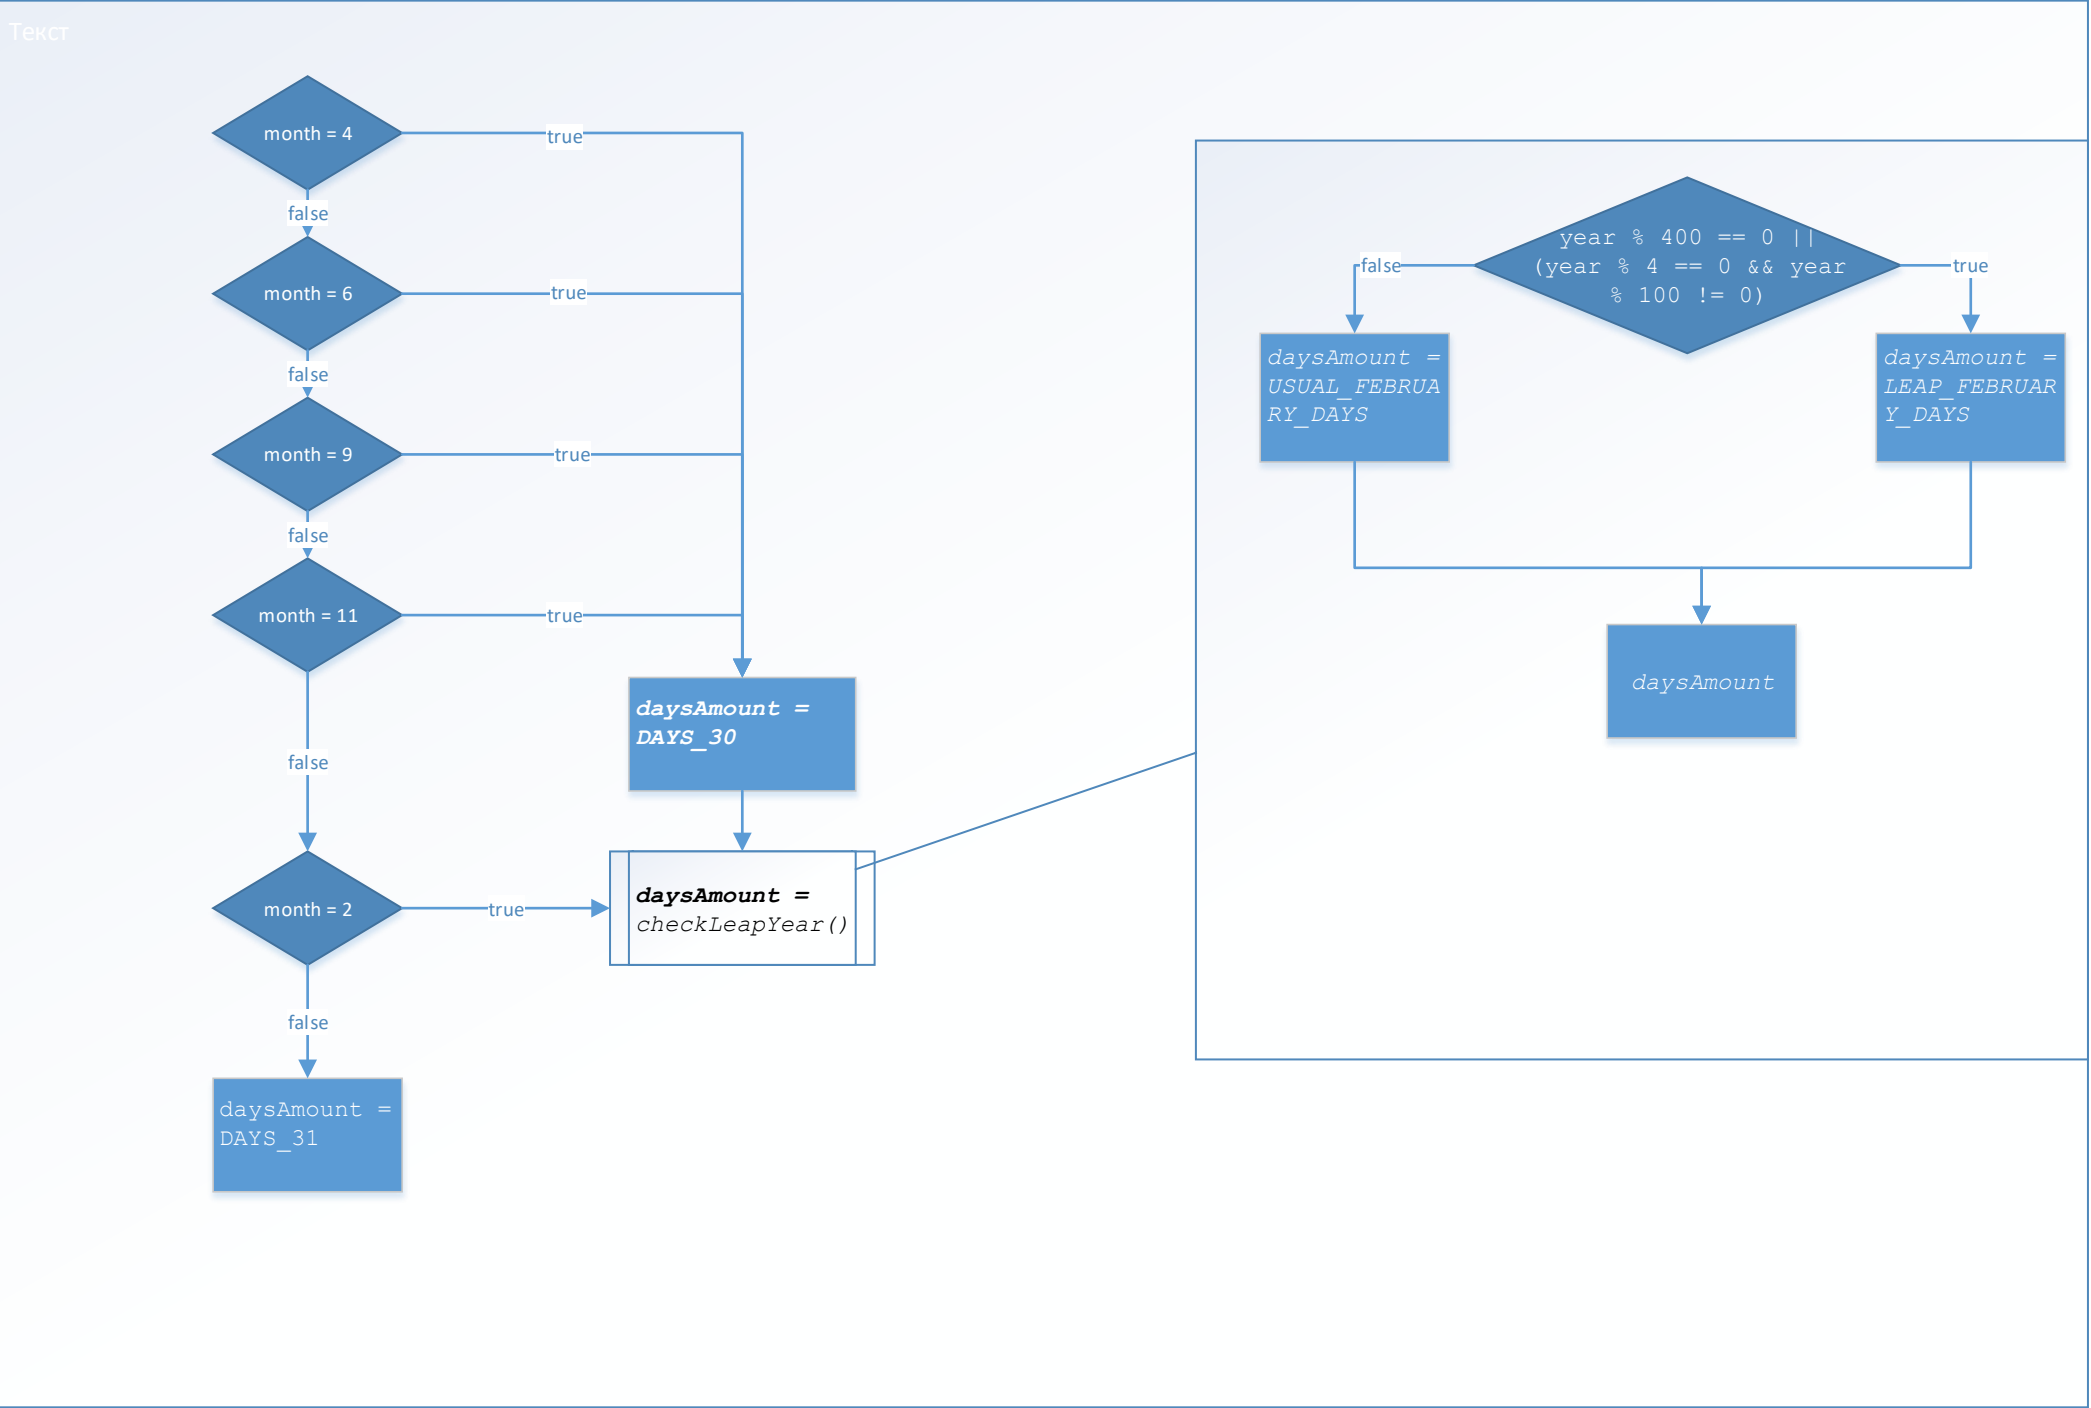 Текст
month = 4
true
false
month = 6
true
false
month = 9
true
false
month = 11
true
false
daysAmount =
DAYS_30
month = 2
true
daysAmount =
checkLeapYear()
false
daysAmount =
DAYS_31
year % 400 == 0 ||
(year % 4 == 0 && year
% 100 != 0)
false
true
daysAmount =
USUAL_FEBRUA
RY_DAYS
daysAmount =
LEAP_FEBRUAR
Y_DAYS
daysAmount